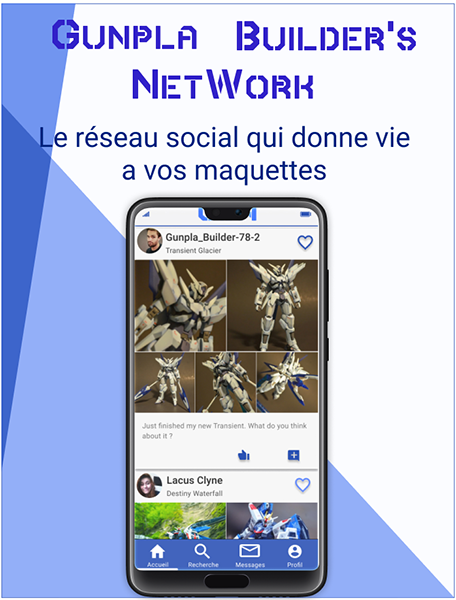 Gunpla Builder's
NetWork
Le réseau social qui donne vie
a vos maquettes
Gunpla_Builder-78-2
Transient Glacier
Just finished my new Transient. What do you think
about it ?
Lacus Clyne
Destiny Waterfall
Accueil Recherche Messages Profil